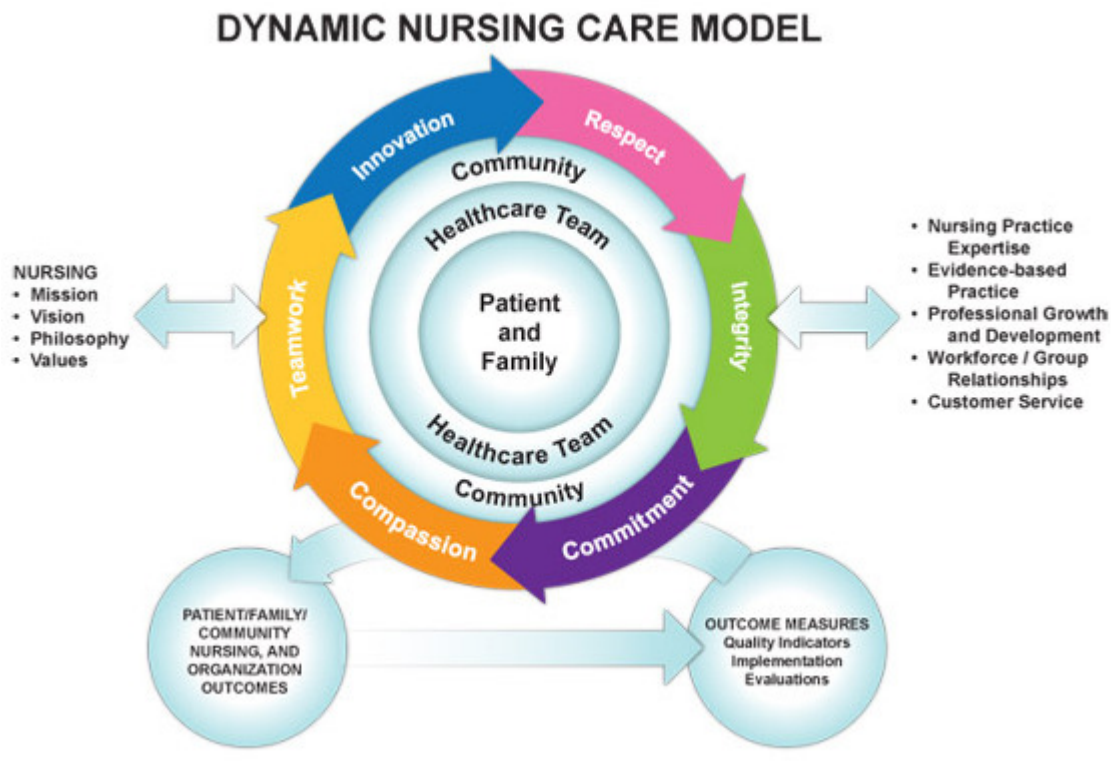 DYNAMIC NURSING CARE MODEL
Innovation
Respect
Community
Healthcare Team
Patient
and
Family
Healthcare Team
Community
Teamwork
Integrity
Compassion
Commitment
NURSING
• Mission
• Vision
• Philosophy
• Values
• Nursing Practice
Expertise
• Evidence-based
Practice
• Professional Growth
and Development
• Workforce / Group
Relationships
• Customer Service
PATIENT/FAMILY/
COMMUNITY
NURSING, AND
ORGANIZATION
OUTCOMES
OUTCOME MEASURES
Quality Indicators
Implementation
Evaluations